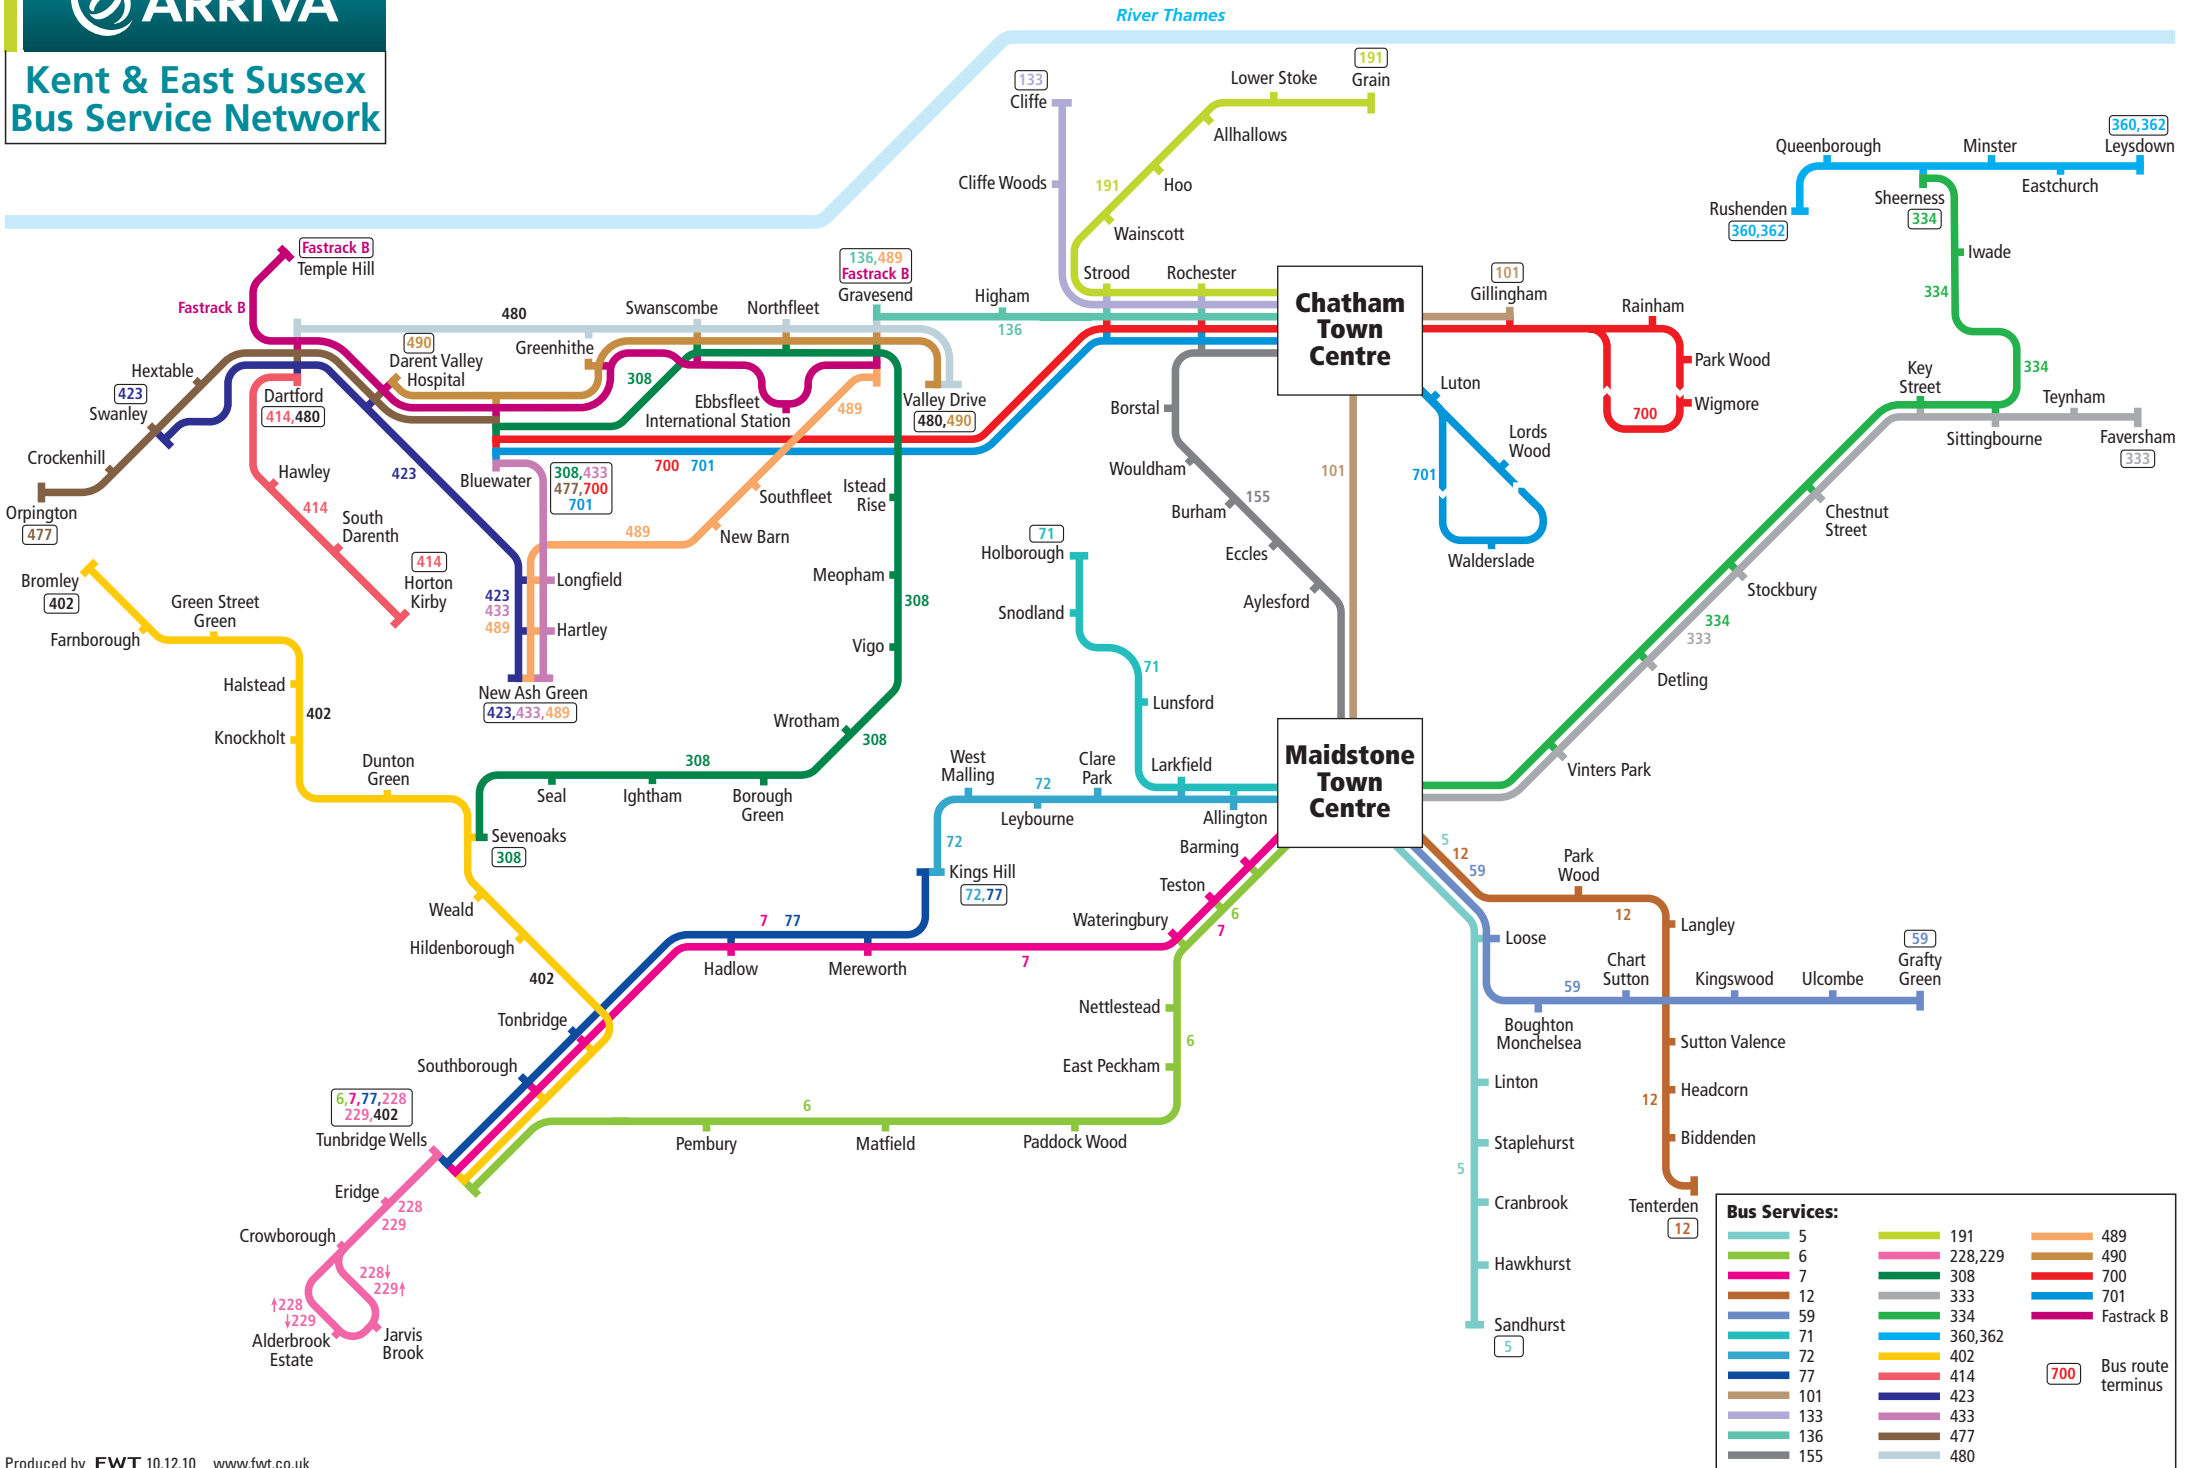 ARRIVA
Kent & East Sussex
Bus Service Network
River Thames
133
Cliffe
Cliffe Woods
191
Grain
Lower Stoke
Allhallows
191
Hoo
Wainscott
Strood
Rochester
360,362
Leysdown
Queenborough
Minster
Eastchurch
Rushenden
360,362
Sheerness
334
Iwade
334
334
Key
Street
Teynham
Sittingbourne
Faversham
333
Chestnut
Street
Stockbury
334
333
Detling
Vinters Park
Fastrack B
Temple Hill
Fastrack B
480
Swanscombe
Northfleet
136,489
Fastrack B
Gravesend
Higham
136
Greenhithe
490
Darent Valley
Hospital
308
Ebbsfleet
International Station
489
Valley Drive
480,490
Hextable
423
Swanley
Dartford
414,480
Crockenhill
Orpington
477
Hawley
414
South
Darenth
414
Horton
Kirby
423
Bluewater
308,433
477,700
701
700
701
Southfleet
New Barn
489
Istead
Rise
Meopham
308
Vigo
Wrotham
308
308
Seal
Ightham
Borough
Green
Sevenoaks
308
Longfield
423
433
489
Hartley
New Ash Green
423,433,489
Bromley
402
Farnborough
Green Street
Green
Halstead
402
Knockholt
Dunton
Green
Weald
Hildenborough
402
Tonbridge
Southborough
6,7,77,228
229,402
Tunbridge Wells
Eridge
228
229
Crowborough
228↓
229↑
↑228
↓229
Alderbrook
Estate
Jarvis
Brook
Chatham
Town
Centre
101
Gillingham
Rainham
Park Wood
Wigmore
700
Luton
Lords
Wood
701
Walderslade
Borstal
Wouldham
155
Burham
Eccles
Aylesford
101
71
Holborough
Snodland
71
Lunsford
Larkfield
Allington
West
Malling
72
Clare
Park
Leybourne
72
Kings Hill
72,77
Maidstone
Town
Centre
Barming
Teston
6
7
Wateringbury
7
77
Hadlow
Mereworth
7
Nettlestead
6
East Peckham
6
Pembury
Matfield
Paddock Wood
5
12
59
Park
Wood
12
Langley
Loose
59
Chart
Sutton
Kingswood
Ulcombe
59
Grafty
Green
Boughton
Monchelsea
Sutton Valence
Linton
Headcorn
12
Biddenden
Staplehurst
5
Cranbrook
Tenterden
12
Hawkhurst
Sandhurst
5
Bus Services:
5
6
7
12
59
71
72
77
101
133
136
155
191
228,229
308
333
334
360,362
402
414
423
433
477
480
489
490
700
701
Fastrack B
700
Bus route
terminus
Produced by FWT 10.12.10 www.fwt.co.uk